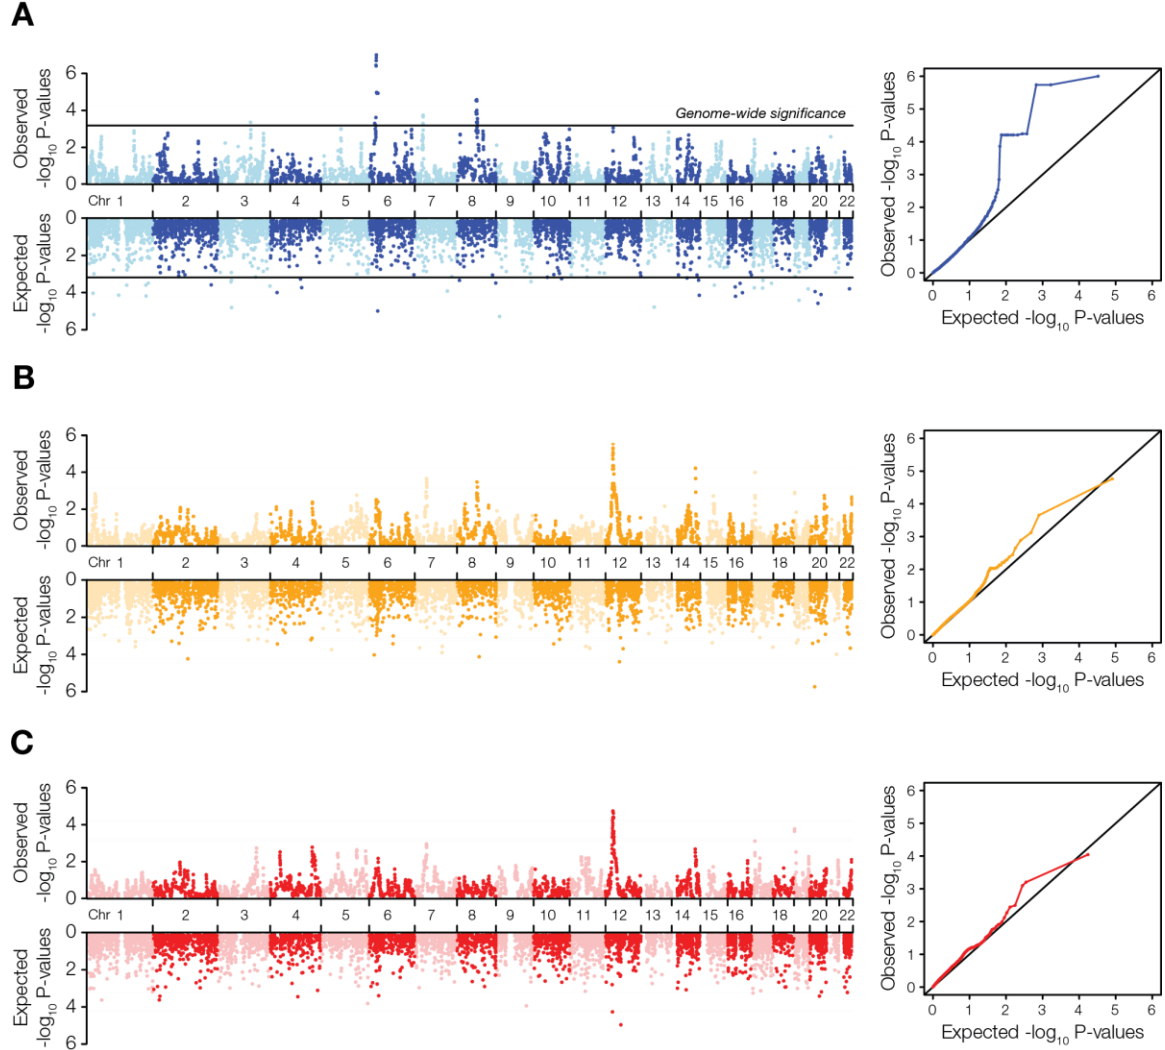 A
Observed
-log10 P-values
6
4
2
0
Genome-wide significance
Chr 1 2 3 4 5 6 7 8 9 10 11 12 13 14 15 16 18 20 22
Expected
-log10 P-values
0
2
4
6
Observed -log10 P-values
6
5
4
3
2
1
0
0 1 2 3 4 5 6
Expected -log10 P-values
B
Observed
-log10 P-values
6
4
2
0
Chr 1 2 3 4 5 6 7 8 9 10 11 12 13 14 15 16 18 20 22
Expected
-log10 P-values
0
2
4
6
Observed -log10 P-values
6
5
4
3
2
1
0
0 1 2 3 4 5 6
Expected -log10 P-values
C
Observed
-log10 P-values
6
4
2
0
Chr 1 2 3 4 5 6 7 8 9 10 11 12 13 14 15 16 18 20 22
Expected
-log10 P-values
0
2
4
6
Observed -log10 P-values
6
5
4
3
2
1
0
0 1 2 3 4 5 6
Expected -log10 P-values